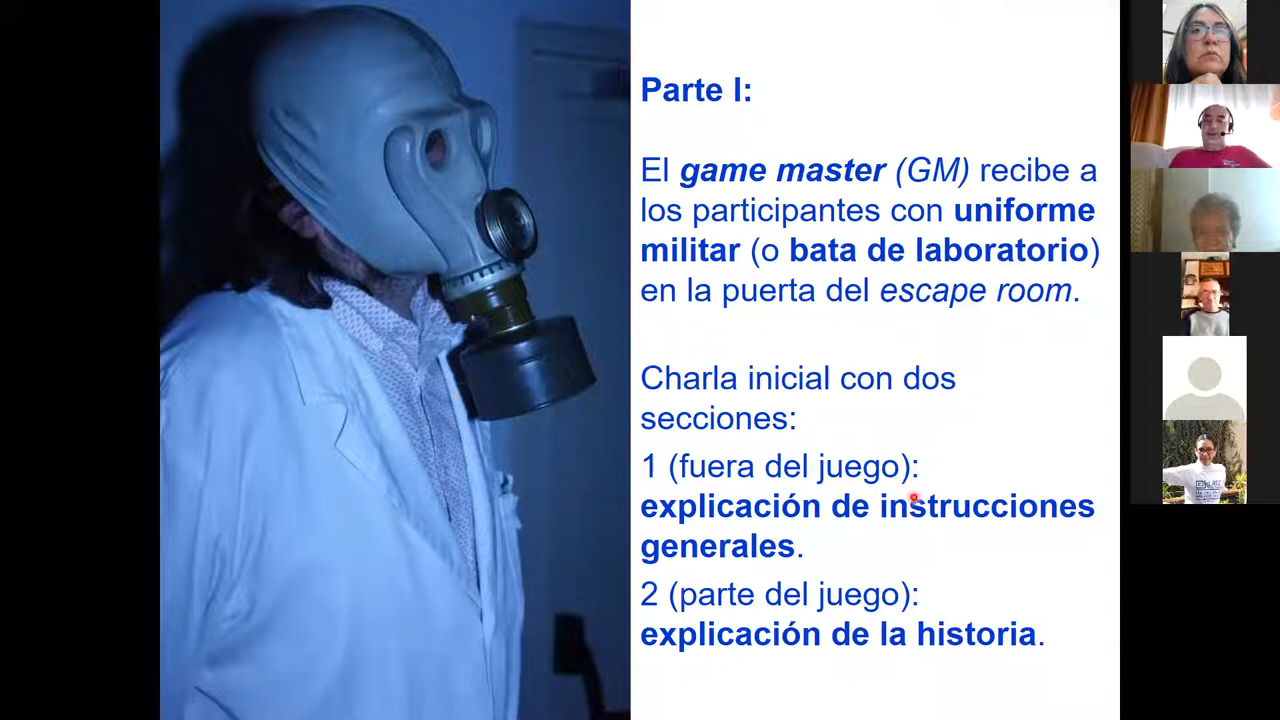 Parte I:
El game master (GM) recibe a
los participantes con uniforme
militar (o bata de laboratorio)
en la puerta del escape room.
Charla inicial con dos
secciones:
1 (fuera del juego):
explicación de instrucciones
generales.
2 (parte del juego):
explicación de la historia.